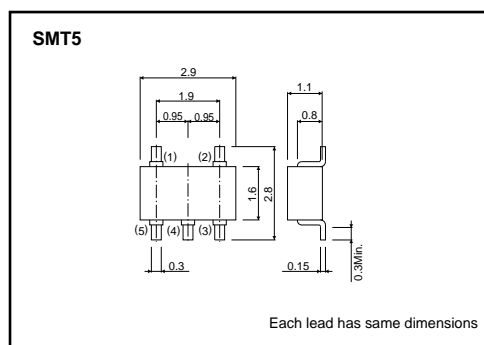 SMT5
2.9
1.9
0.95 0.95
1.1
0.8
(1) (2)
1.6
2.8
(5) (4) (3)
0.3
0.15
0.3Min.
Each lead has same dimensions